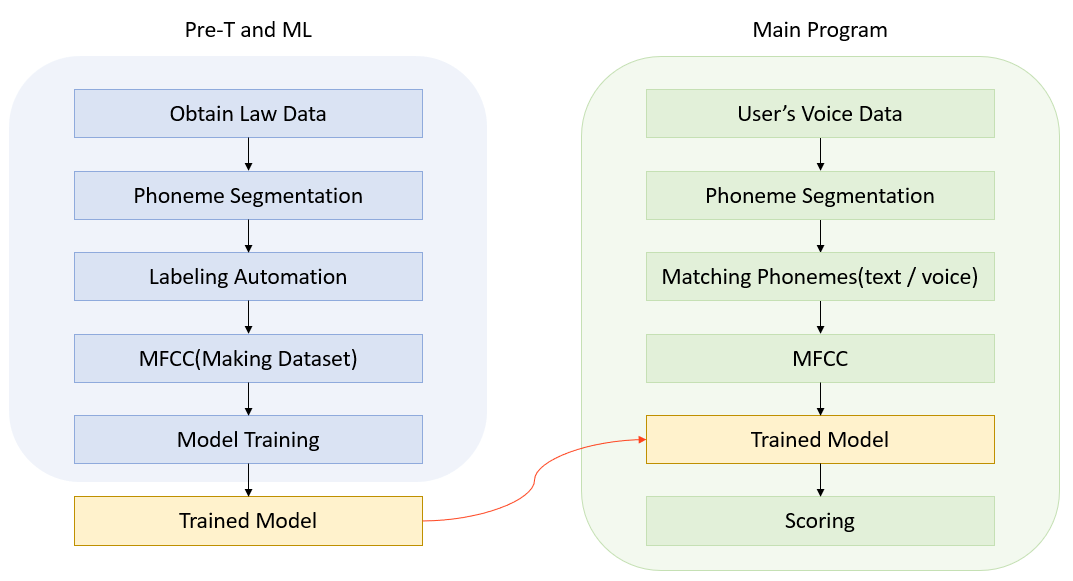 Pre-T and ML
Obtain Law Data
Phoneme Segmentation
Labeling Automation
MFCC(Making Dataset)
Model Training
Trained Model
Main Program
User’s Voice Data
Phoneme Segmentation
Matching Phonemes(text / voice)
MFCC
Trained Model
Scoring